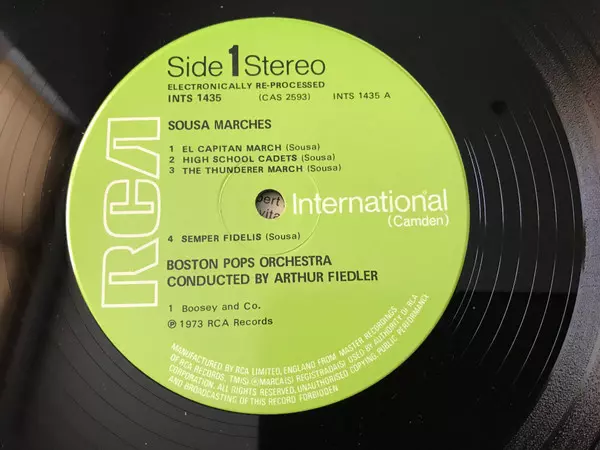 Side 1 Stereo
ELECTRONICALLY RE-PROCESSED
INTS 1435 (CAS 2593) INTS 1435 A
SOUSA MARCHES
1 EL CAPITAN MARCH (Sousa)
2 HIGH SCHOOL CADETS (Sousa)
3 THE THUNDERER MARCH (Sousa)
RCA
International
(Camden)
4 SEMPER FIDELIS (Sousa)
BOSTON POPS ORCHESTRA
CONDUCTED BY ARTHUR FIEDLER
1 Boosey and Co.
℗ 1973 RCA Records
MANUFACTURED BY RCA LIMITED, ENGLAND FROM MASTER RECORDINGS
OF RCA RECORDS, TM(S) ® MARCA(S) REGISTRADA(S) USED BY AUTHORITY OF RCA
CORPORATION. ALL RIGHTS RESERVED, UNAUTHORISED COPYING, PUBLIC PERFORMANCE
AND BROADCASTING OF THIS RECORD FORBIDDEN